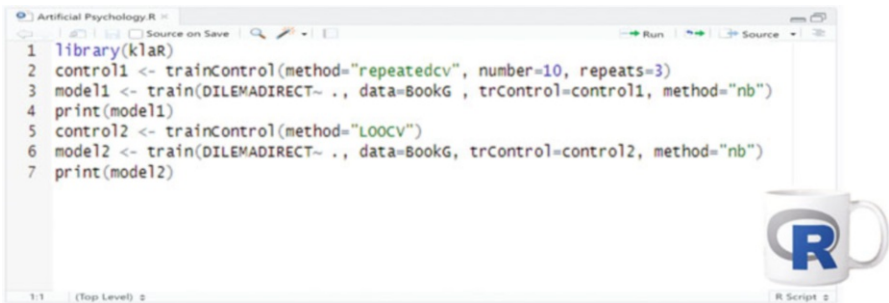 Artificial Psychology.R
Source on Save
Run
Source
1 library(klaR)
2 control1 <- trainControl(method="repeatedcv", number=10, repeats=3)
3 model1 <- train(DILEMADIRECT~ ., data=BookG , trControl=control1, method="nb")
4 print(model1)
5 control2 <- trainControl(method="LOOCV")
6 model2 <- train(DILEMADIRECT~ ., data=BookG, trControl=control2, method="nb")
7 print(model2)
R
1:1 (Top Level) R Script